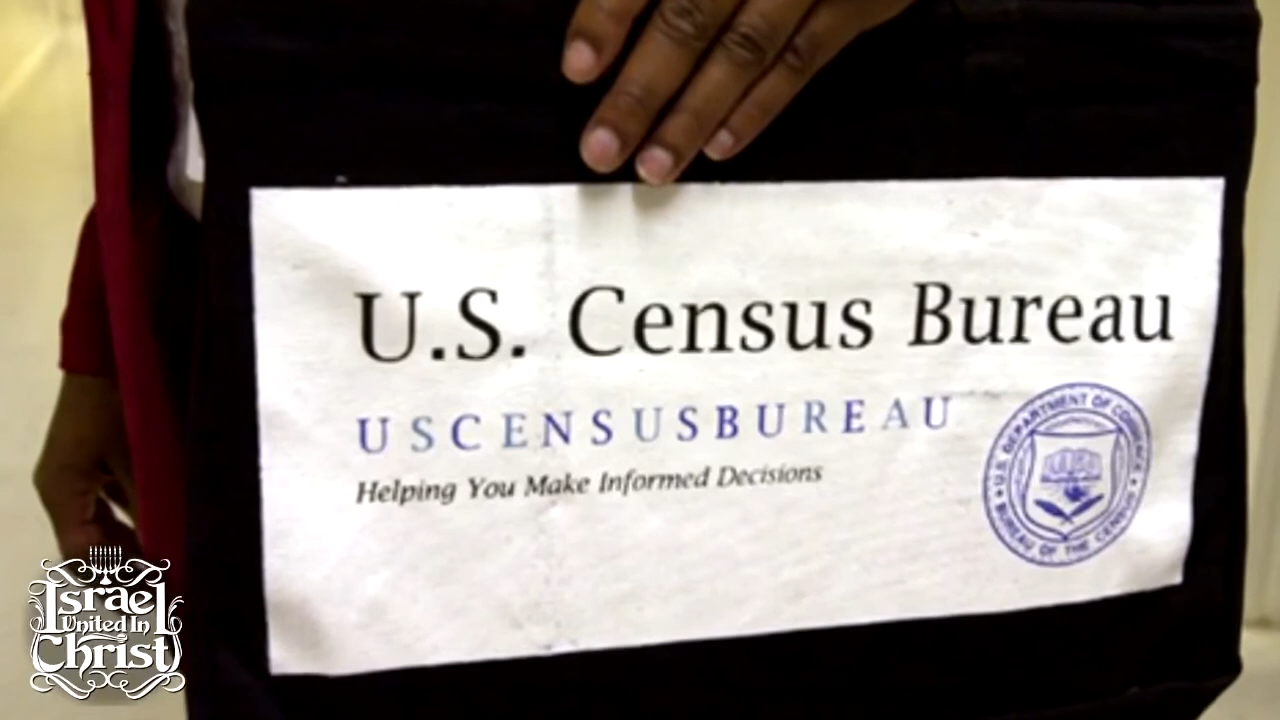 U.S. Census Bureau
USCENSUSBUREAU
Helping You Make Informed Decisions
U.S. DEPARTMENT OF COMMERCE
BUREAU OF THE CENSUS
Israel
United In
Christ